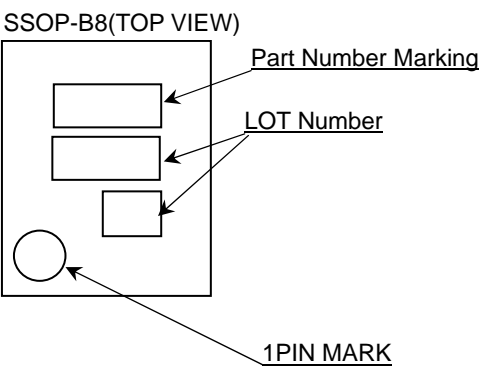 SSOP-B8(TOP VIEW)
Part Number Marking
LOT Number
1PIN MARK